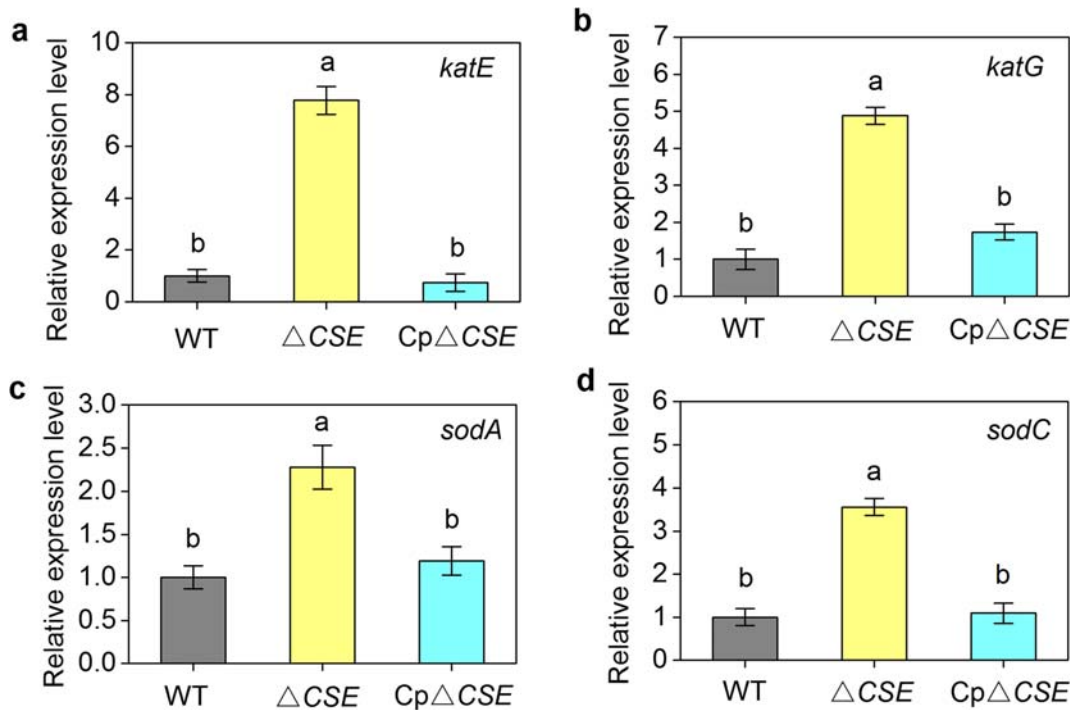 a
Relative expression level
10
8
6
4
2
0
katE
b
a
b
WT
△CSE
Cp△CSE
b
Relative expression level
7
6
5
4
3
2
1
0
katG
b
a
b
WT
△CSE
Cp△CSE
c
Relative expression level
3.0
2.5
2.0
1.5
1.0
0.5
0.0
sodA
b
a
b
WT
△CSE
Cp△CSE
d
Relative expression level
6
5
4
3
2
1
0
sodC
b
a
b
WT
△CSE
Cp△CSE